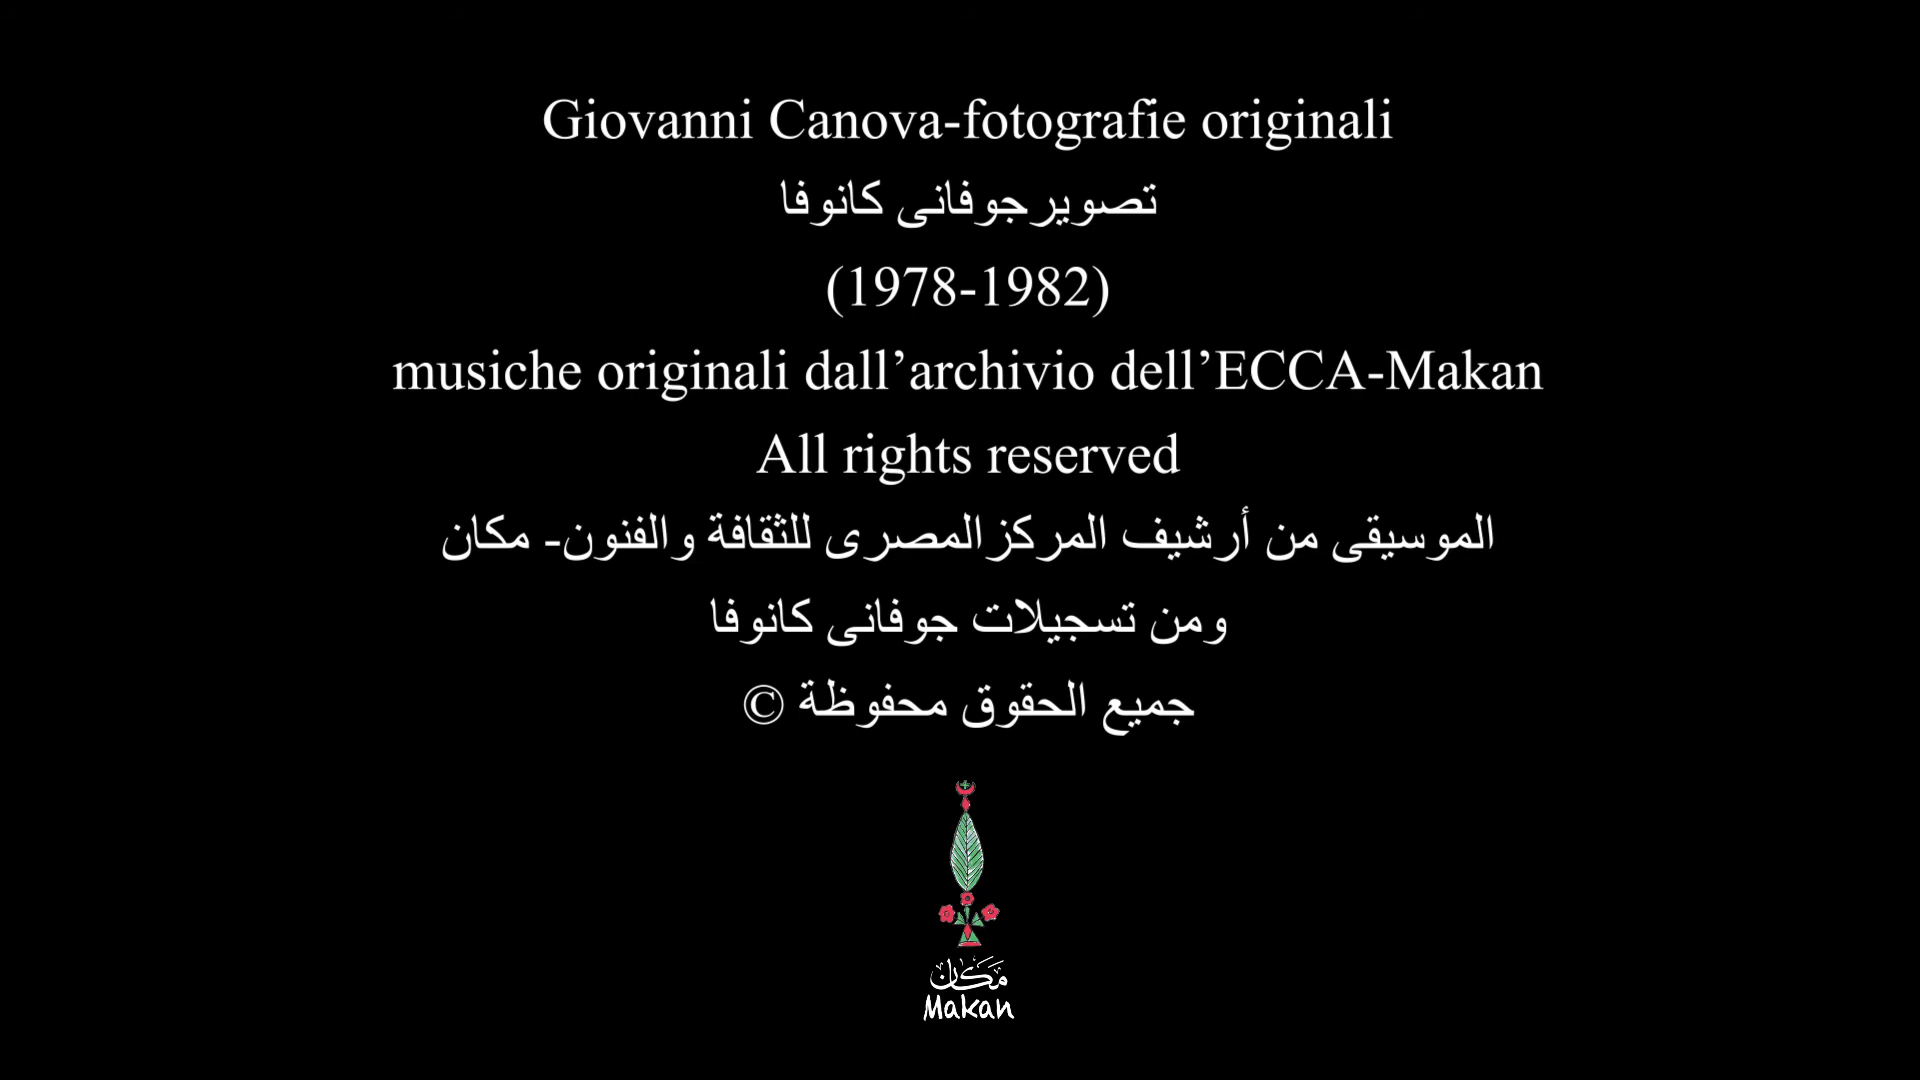 Giovanni Canova-fotografie originali
تصويرجوفانى كانوفا
(1978-1982)
musiche originali dall’archivio dell’ECCA-Makan
All rights reserved
الموسيقى من أرشيف المركزالمصرى للثقافة والفنون- مكان
ومن تسجيلات جوفانى كانوفا
جميع الحقوق محفوظة ©
مكان
Makan